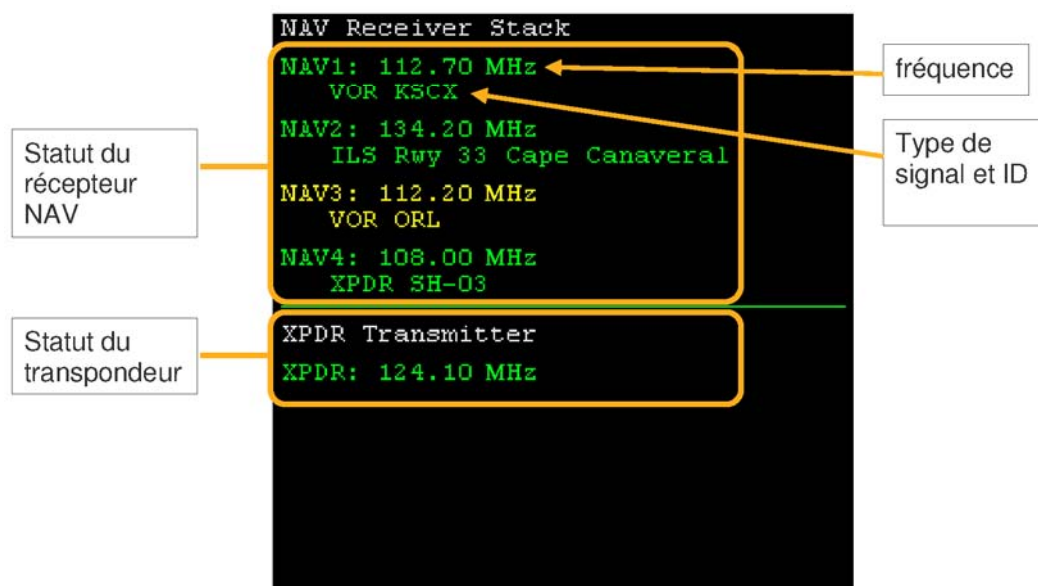 NAV Receiver Stack
NAV1: 112.70 MHz
VOR KSCX
NAV2: 134.20 MHz
ILS Rwy 33 Cape Canaveral
NAV3: 112.20 MHz
VOR ORL
NAV4: 108.00 MHz
XPDR SH-03
XPDR Transmitter
XPDR: 124.10 MHz
Statut du
récepteur
NAV
Statut du
transpondeur
fréquence
Type de
signal et ID